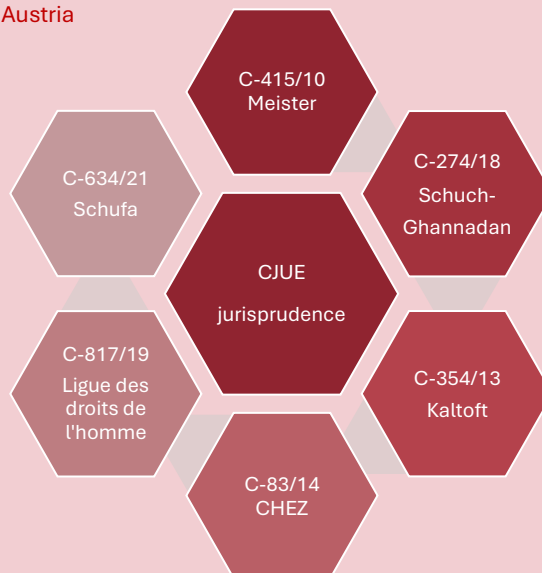 Austria
C-415/10
Meister
C-274/18
Schuch-
Ghannadan
C-354/13
Kaltoft
C-83/14
CHEZ
C-817/19
Ligue des
droits de
l'homme
C-634/21
Schufa
CJUE
jurisprudence